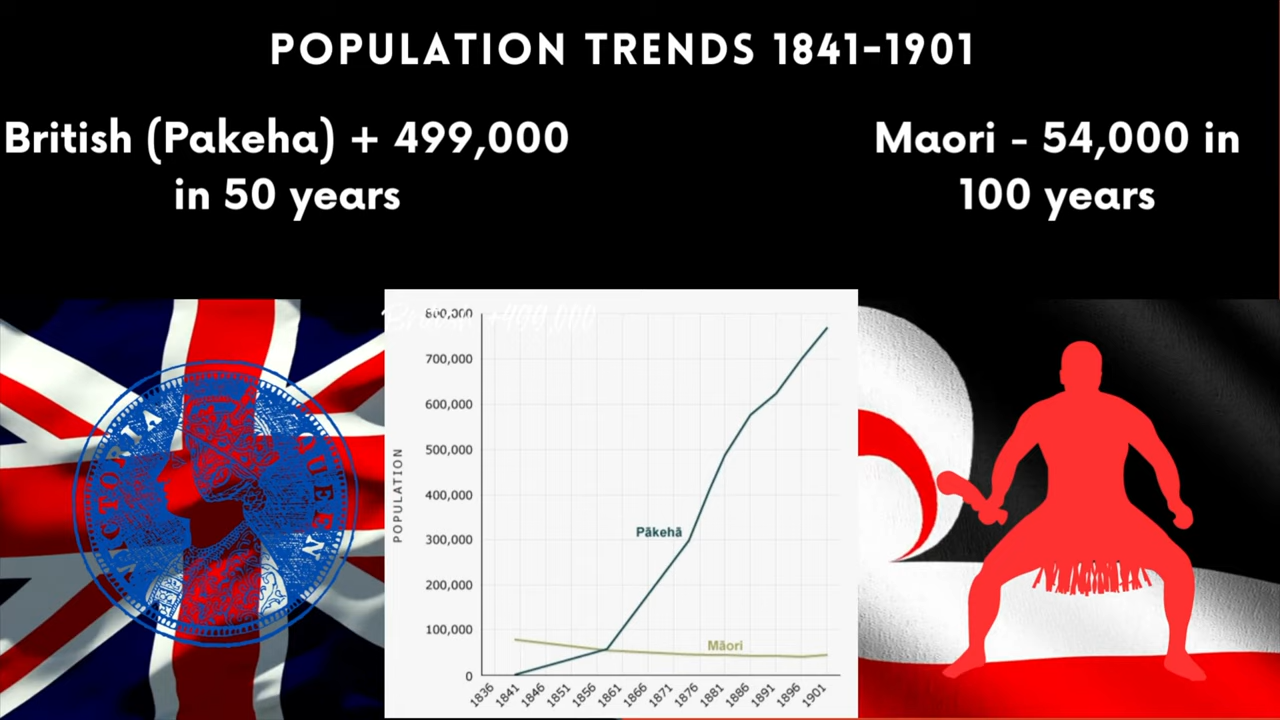 POPULATION TRENDS 1841-1901
British (Pakeha) + 499,000
in 50 years
Maori - 54,000 in
100 years
800,000
700,000
600,000
500,000
400,000
300,000
200,000
100,000
0
POPULATION
Pākehā
Māori
1836 1841 1846 1851 1856 1861 1866 1871 1876 1881 1886 1891 1896 1901
VICTORIA QUEEN